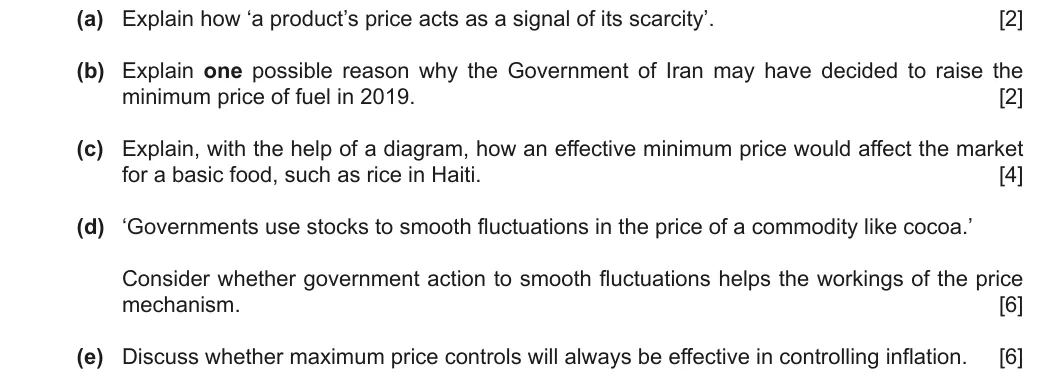 (a) Explain how ‘a product’s price acts as a signal of its scarcity’. [2]
(b) Explain one possible reason why the Government of Iran may have decided to raise the
minimum price of fuel in 2019. [2]
(c) Explain, with the help of a diagram, how an effective minimum price would affect the market
for a basic food, such as rice in Haiti. [4]
(d) ‘Governments use stocks to smooth fluctuations in the price of a commodity like cocoa.’
Consider whether government action to smooth fluctuations helps the workings of the price
mechanism. [6]
(e) Discuss whether maximum price controls will always be effective in controlling inflation. [6]